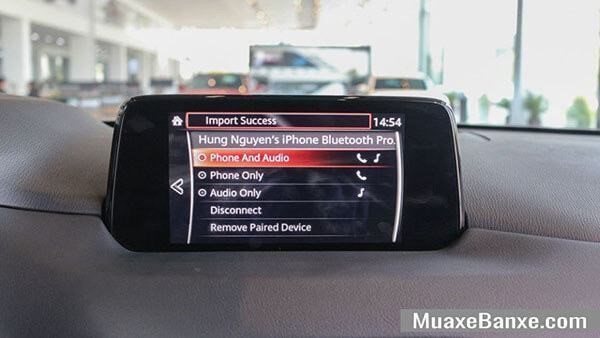 Import Success
14:54
Hung Nguyen's iPhone Bluetooth Pro.
Phone And Audio
Phone Only
Audio Only
Disconnect
Remove Paired Device
MuaxeBanxe.com